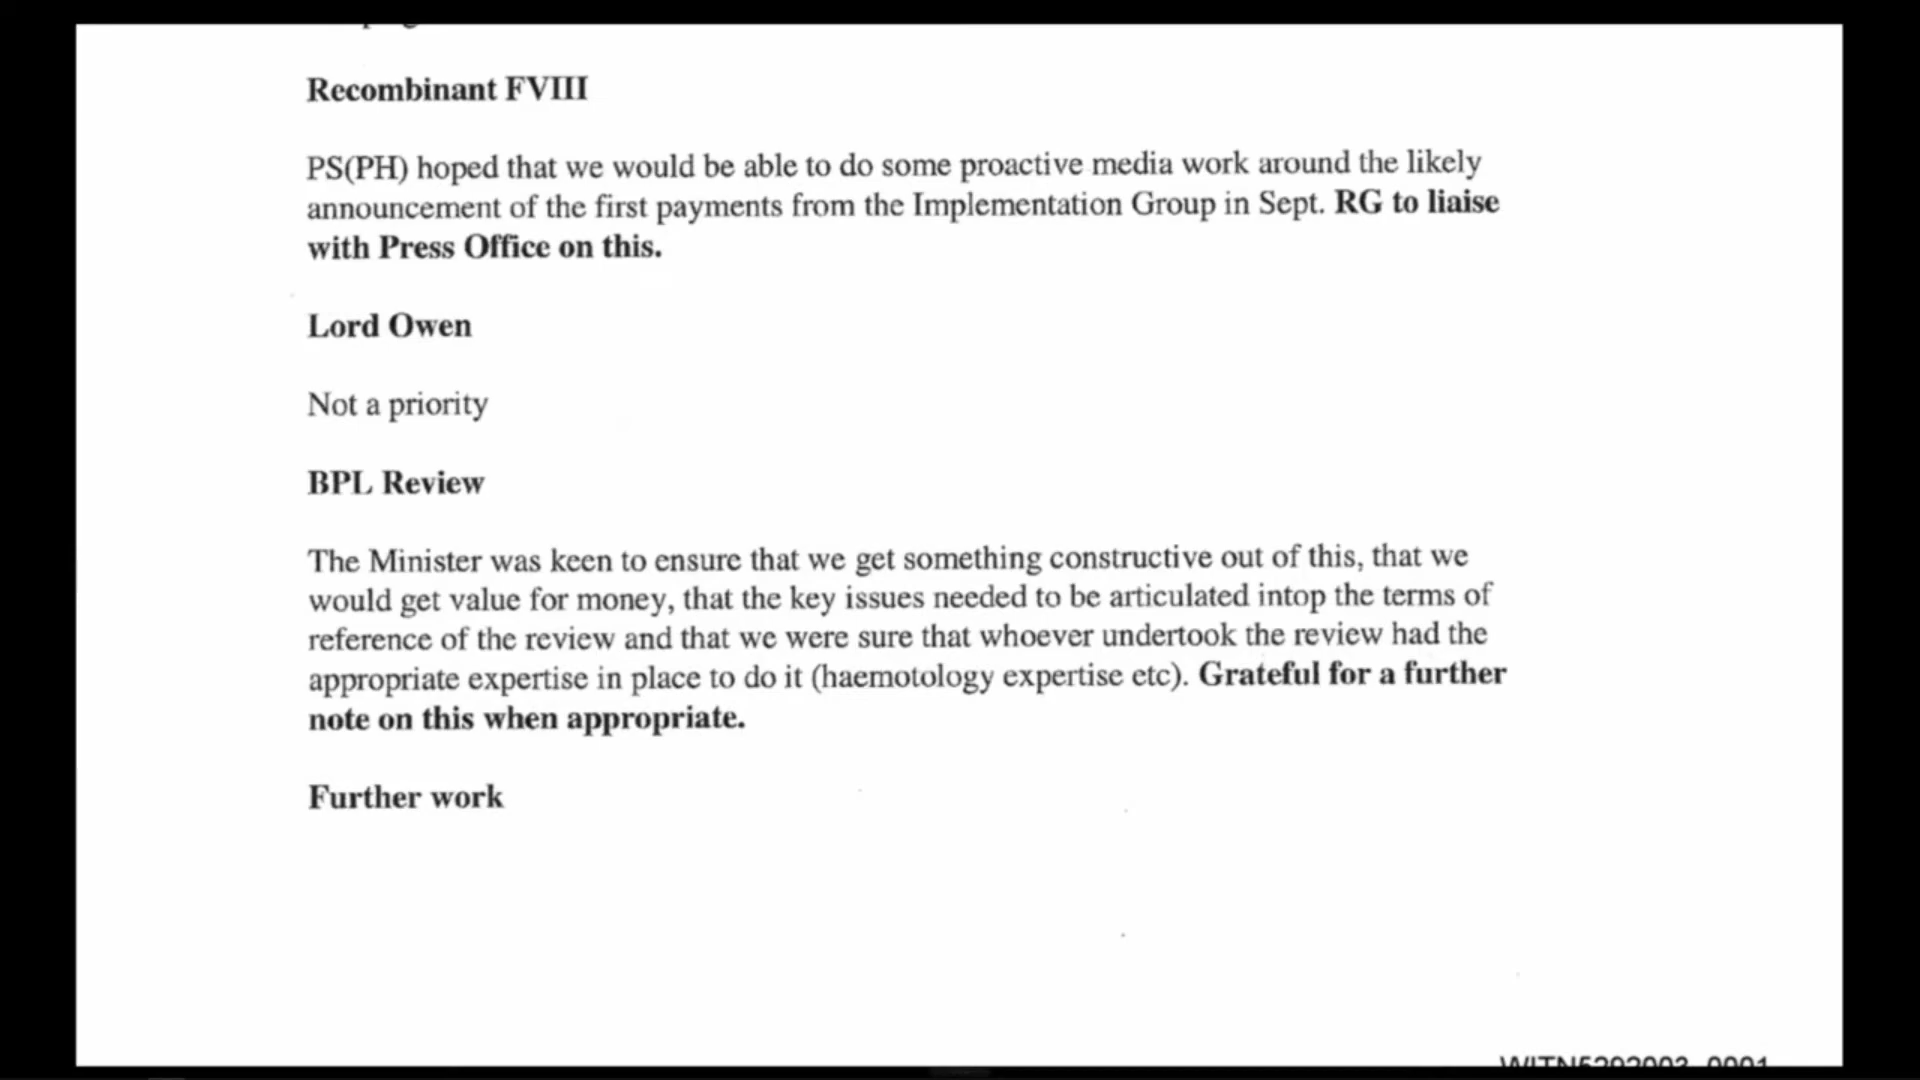 Recombinant FVIII
PS(PH) hoped that we would be able to do some proactive media work around the likely
announcement of the first payments from the Implementation Group in Sept. RG to liaise
with Press Office on this.
Lord Owen
Not a priority
BPL Review
The Minister was keen to ensure that we get something constructive out of this, that we
would get value for money, that the key issues needed to be articulated intop the terms of
reference of the review and that we were sure that whoever undertook the review had the
appropriate expertise in place to do it (haemotology expertise etc). Grateful for a further
note on this when appropriate.
Further work
WITN5292003_0001